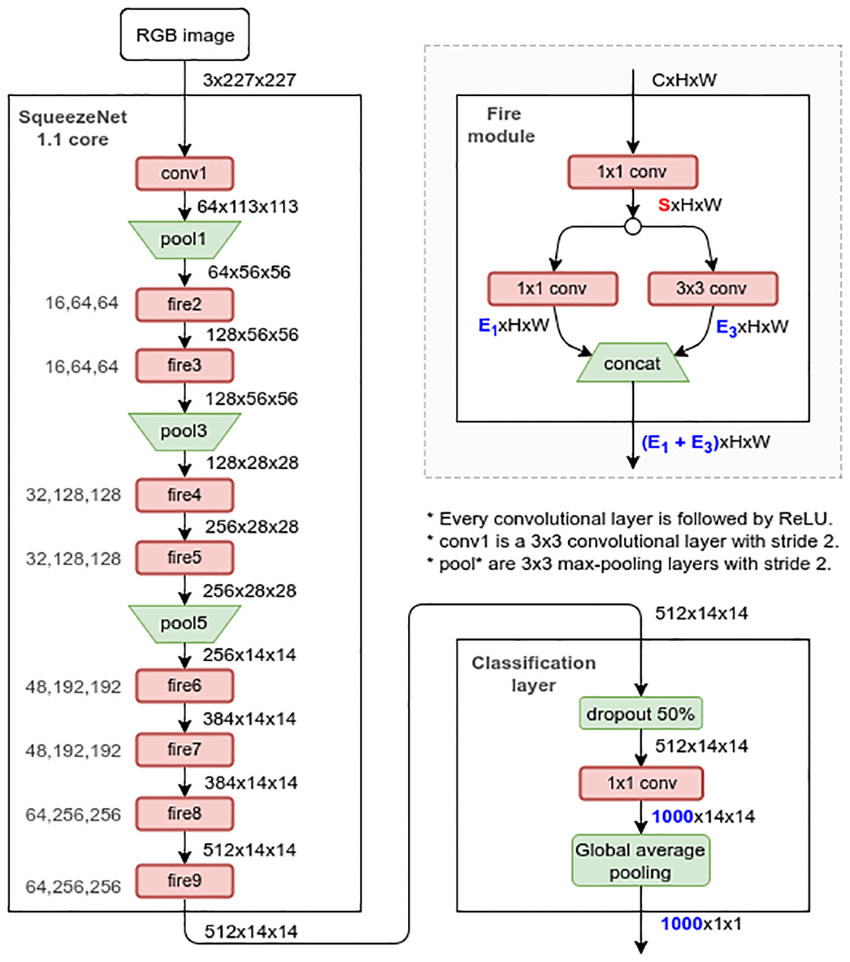 RGB image
3x227x227
SqueezeNet
1.1 core
conv1
64x113x113
pool1
64x56x56
16,64,64
fire2
128x56x56
16,64,64
fire3
128x56x56
pool3
128x28x28
32,128,128
fire4
256x28x28
32,128,128
fire5
256x28x28
pool5
256x14x14
48,192,192
fire6
384x14x14
48,192,192
fire7
384x14x14
64,256,256
fire8
512x14x14
64,256,256
fire9
512x14x14
CxHxW
Fire
module
1x1 conv
SxHxW
1x1 conv
3x3 conv
E1xHxW
E3xHxW
concat
(E1 + E3)xHxW
* Every convolutional layer is followed by ReLU.
* conv1 is a 3x3 convolutional layer with stride 2.
* pool* are 3x3 max-pooling layers with stride 2.
512x14x14
Classification
layer
dropout 50%
512x14x14
1x1 conv
1000x14x14
Global average
pooling
1000x1x1